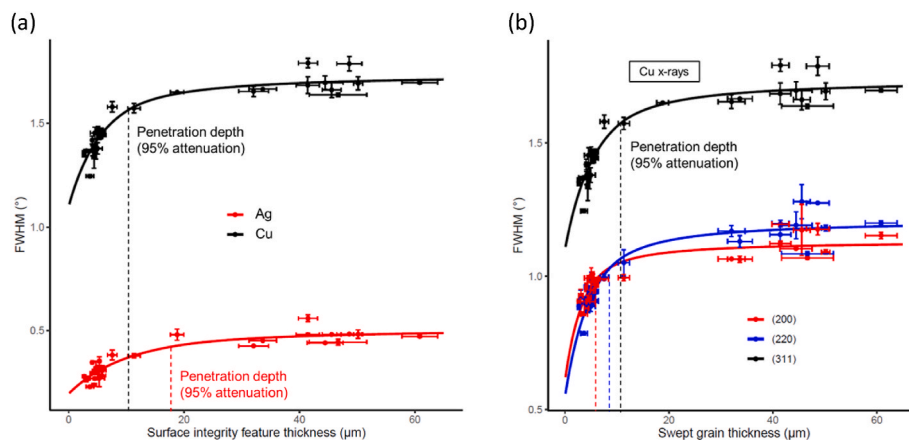 (a)
FWHM (°)
1.5
1.0
0.5
0
20
40
60
Surface integrity feature thickness (μm)
Penetration depth
(95% attenuation)
Ag
Cu
Penetration depth
(95% attenuation)
(b)
FWHM (°)
2.0
1.5
1.0
0.5
0
20
40
60
Swept grain thickness (μm)
Cu x-rays
Penetration depth
(95% attenuation)
(200)
(220)
(311)